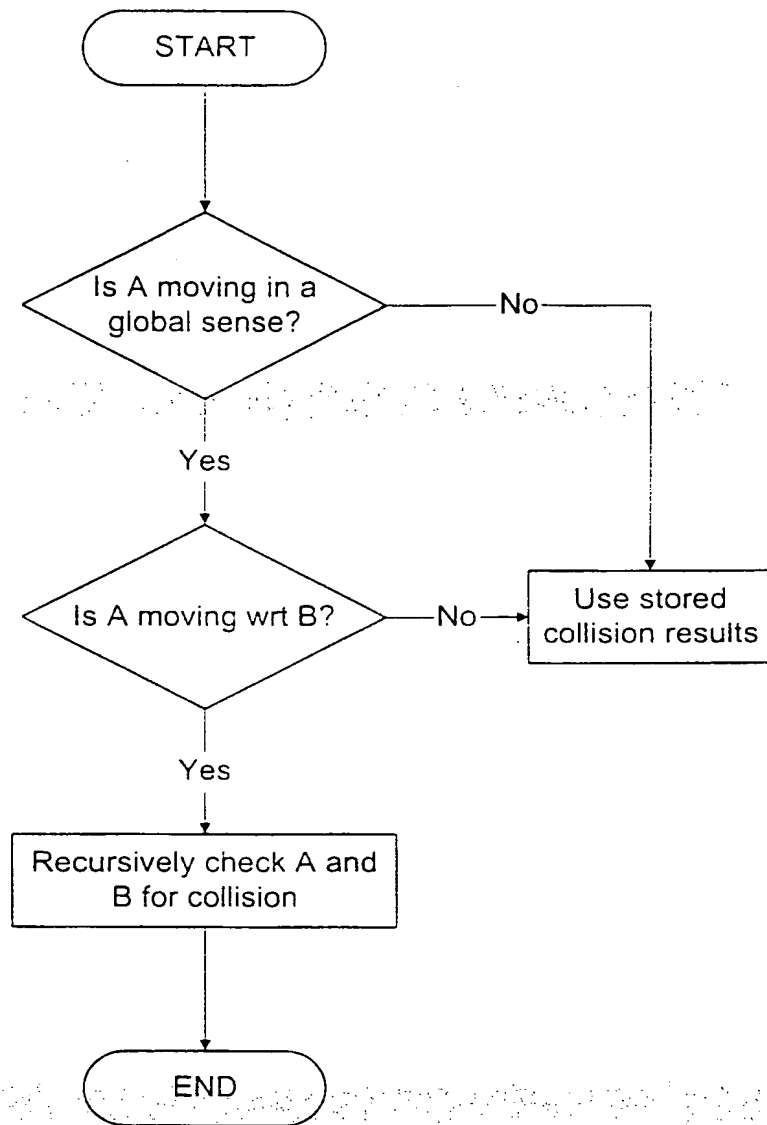 START
Is A moving in a
global sense?
No
Yes
Is A moving wrt B?
No
Use stored
collision results
Yes
Recursively check A and
B for collision
END